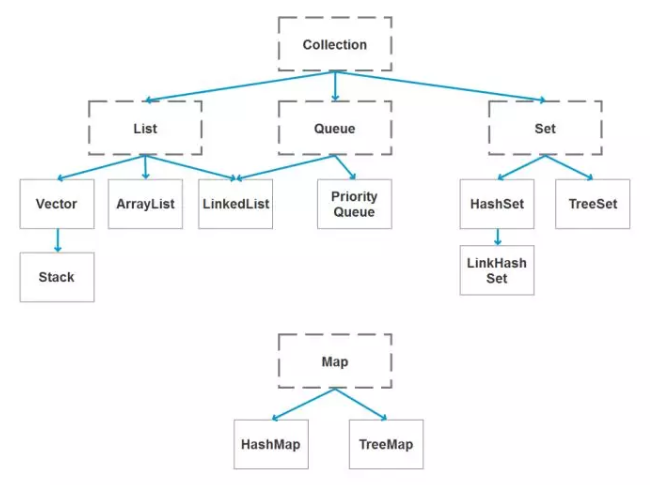 Collection
List
Queue
Set
Vector
ArrayList
LinkedList
Priority
Queue
HashSet
TreeSet
Stack
LinkHash
Set
Map
HashMap
TreeMap